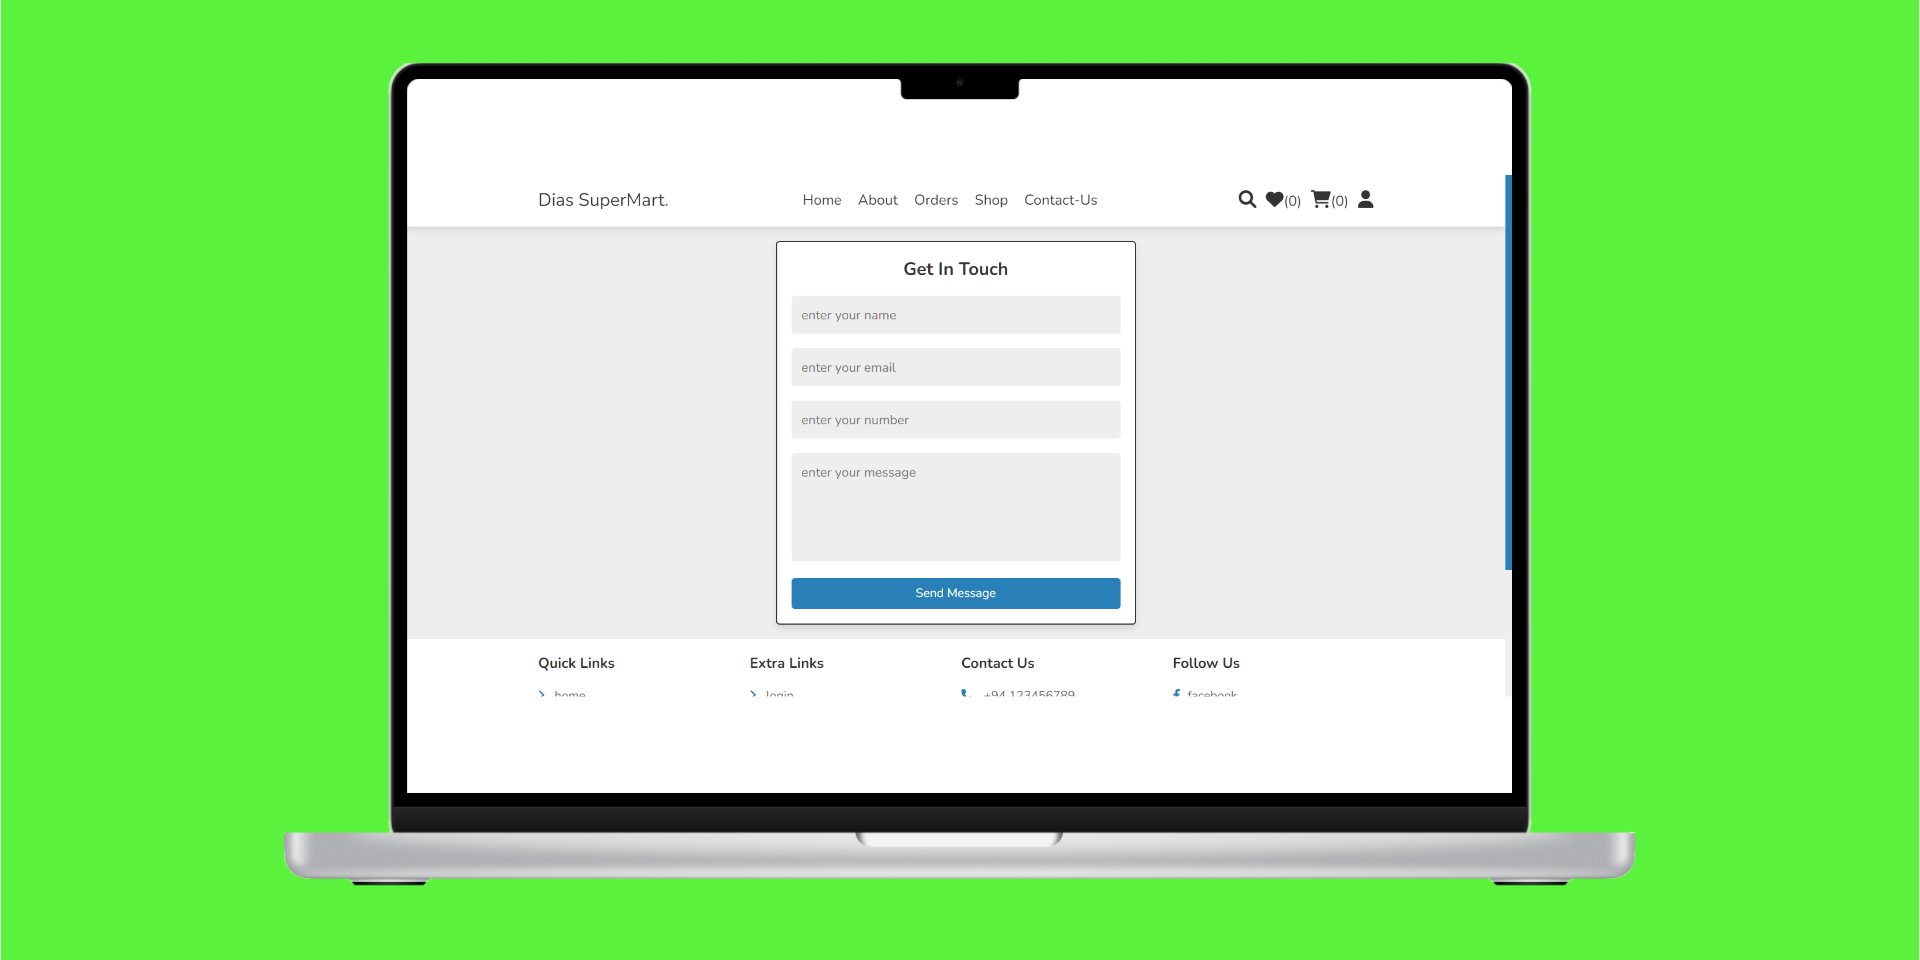 Dias SuperMart.
Home About Orders Shop Contact-Us
(0) (0)
Get In Touch
enter your name
enter your email
enter your number
enter your message
Send Message
Quick Links Extra Links Contact Us Follow Us
home login +94 123456789 facebook